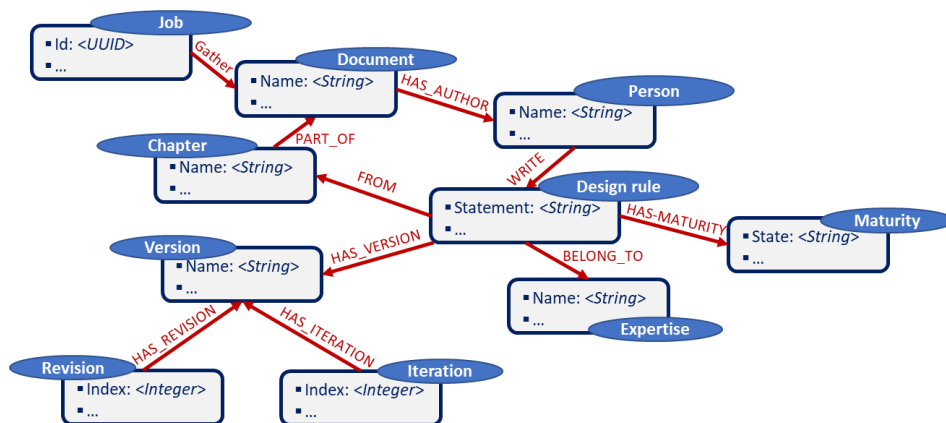 Job
▪ Id: <UUID>
▪ ...
Gather
Document
▪ Name: <String>
▪ ...
HAS_AUTHOR
Person
▪ Name: <String>
▪ ...
PART_OF
Chapter
▪ Name: <String>
▪ ...
FROM
WRITE
Design rule
▪ Statement: <String>
▪ ...
HAS-MATURITY
Maturity
▪ State: <String>
▪ ...
HAS_VERSION
Version
▪ Name: <String>
▪ ...
BELONG_TO
▪ Name: <String>
▪ ...
Expertise
HAS_REVISION
HAS_ITERATION
Revision
▪ Index: <Integer>
▪ ...
Iteration
▪ Index: <Integer>
▪ ...